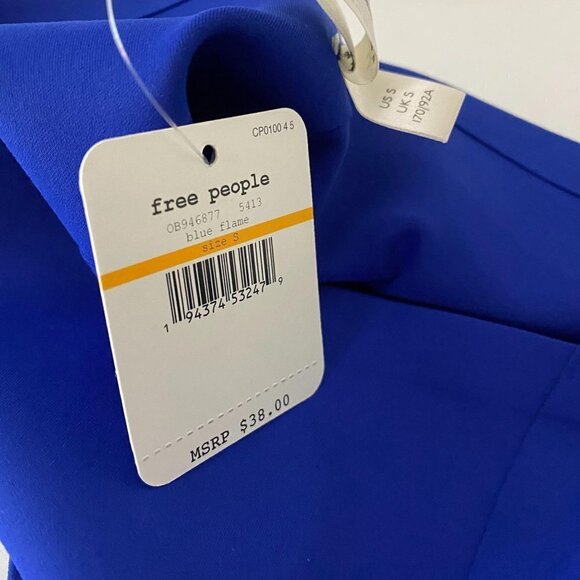 CP0100 4 5
free people
OB946877 5413
blue flame
size S
1 94374 53247 9
MSRP $38.00
US S
UK S
170/92A